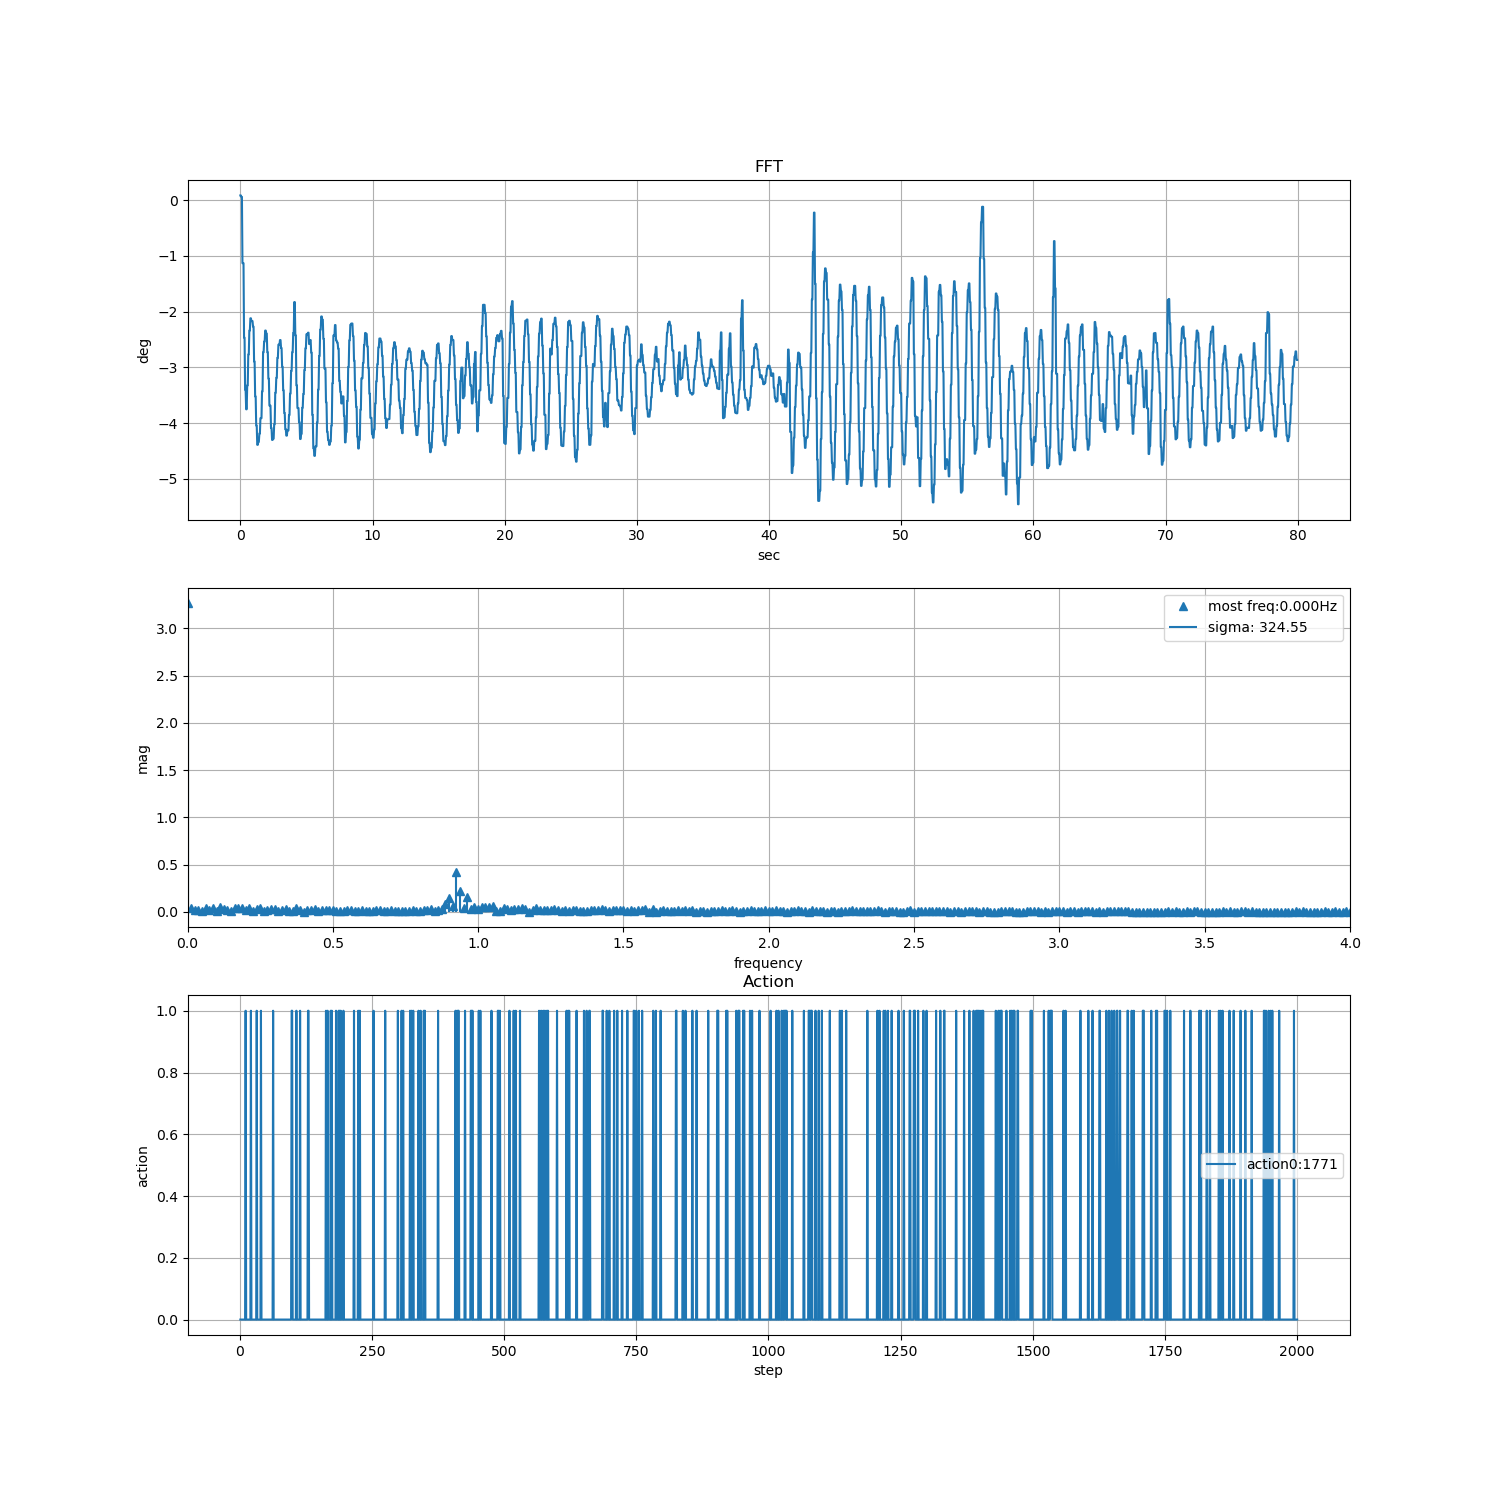 FFT
0
−1
−2
−3
−4
−5
deg
0 10 20 30 40 50 60 70 80
sec
most freq:0.000Hz
sigma: 324.55
3.0
2.5
2.0
1.5
1.0
0.5
0.0
mag
0.0 0.5 1.0 1.5 2.0 2.5 3.0 3.5 4.0
frequency
Action
1.0
0.8
0.6
0.4
0.2
0.0
action
action0:1771
0 250 500 750 1000 1250 1500 1750 2000
step